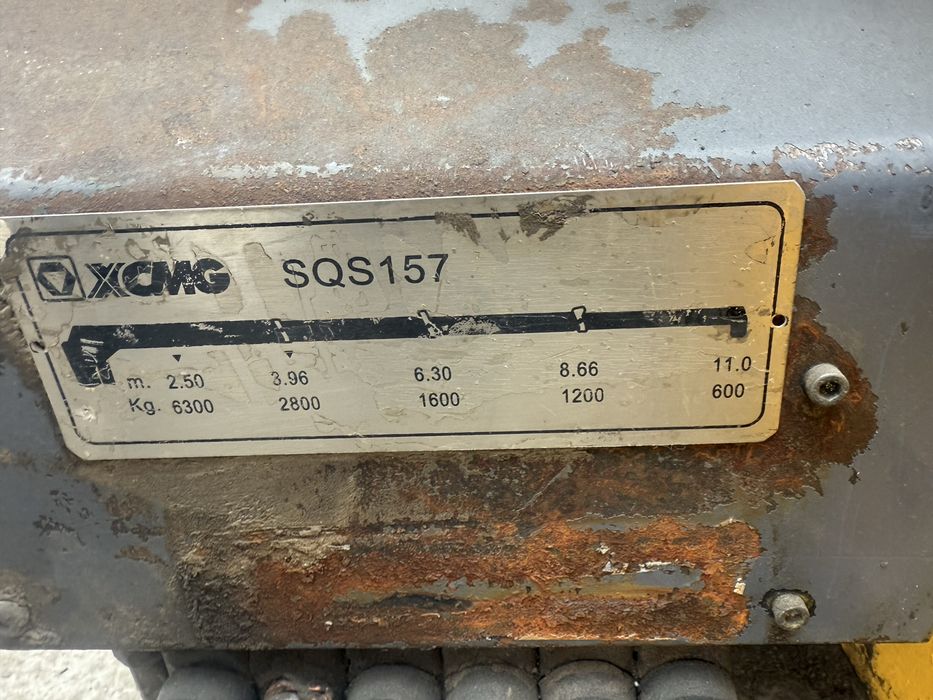 XCMG SQS157
m. 2.50 3.96 6.30 8.66 11.0
Kg. 6300 2800 1600 1200 600